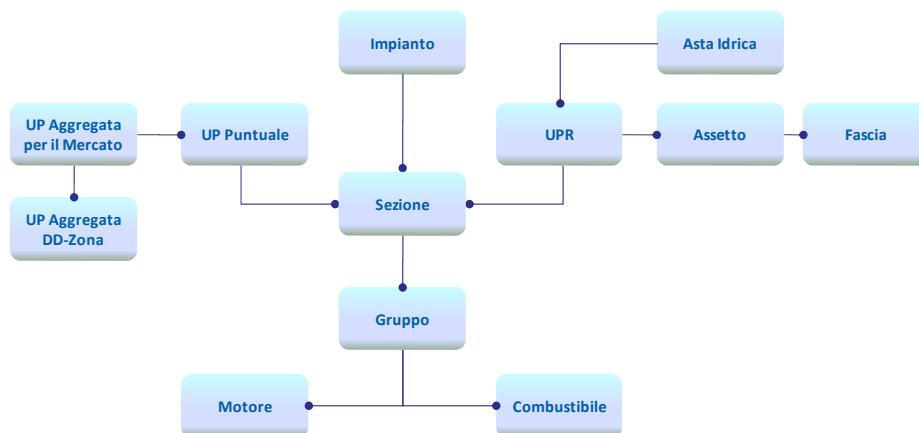 Impianto
Asta Idrica
UP Aggregata
per il Mercato
UP Puntuale
UPR
Assetto
Fascia
Sezione
UP Aggregata
DD-Zona
Gruppo
Motore
Combustibile